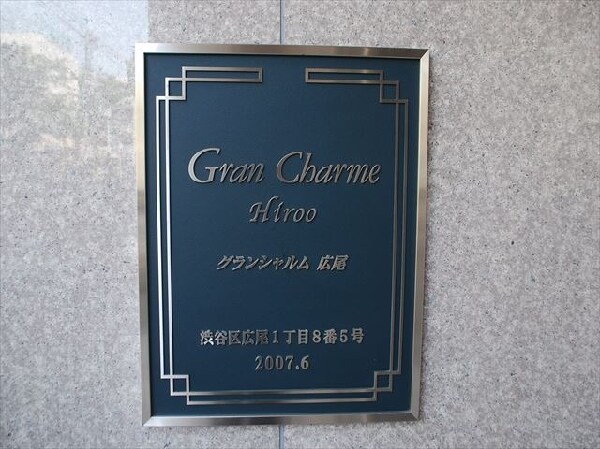 Gran Charme
Hiroo
グランシャルム 広尾
渋谷区広尾1丁目8番5号
2007.6